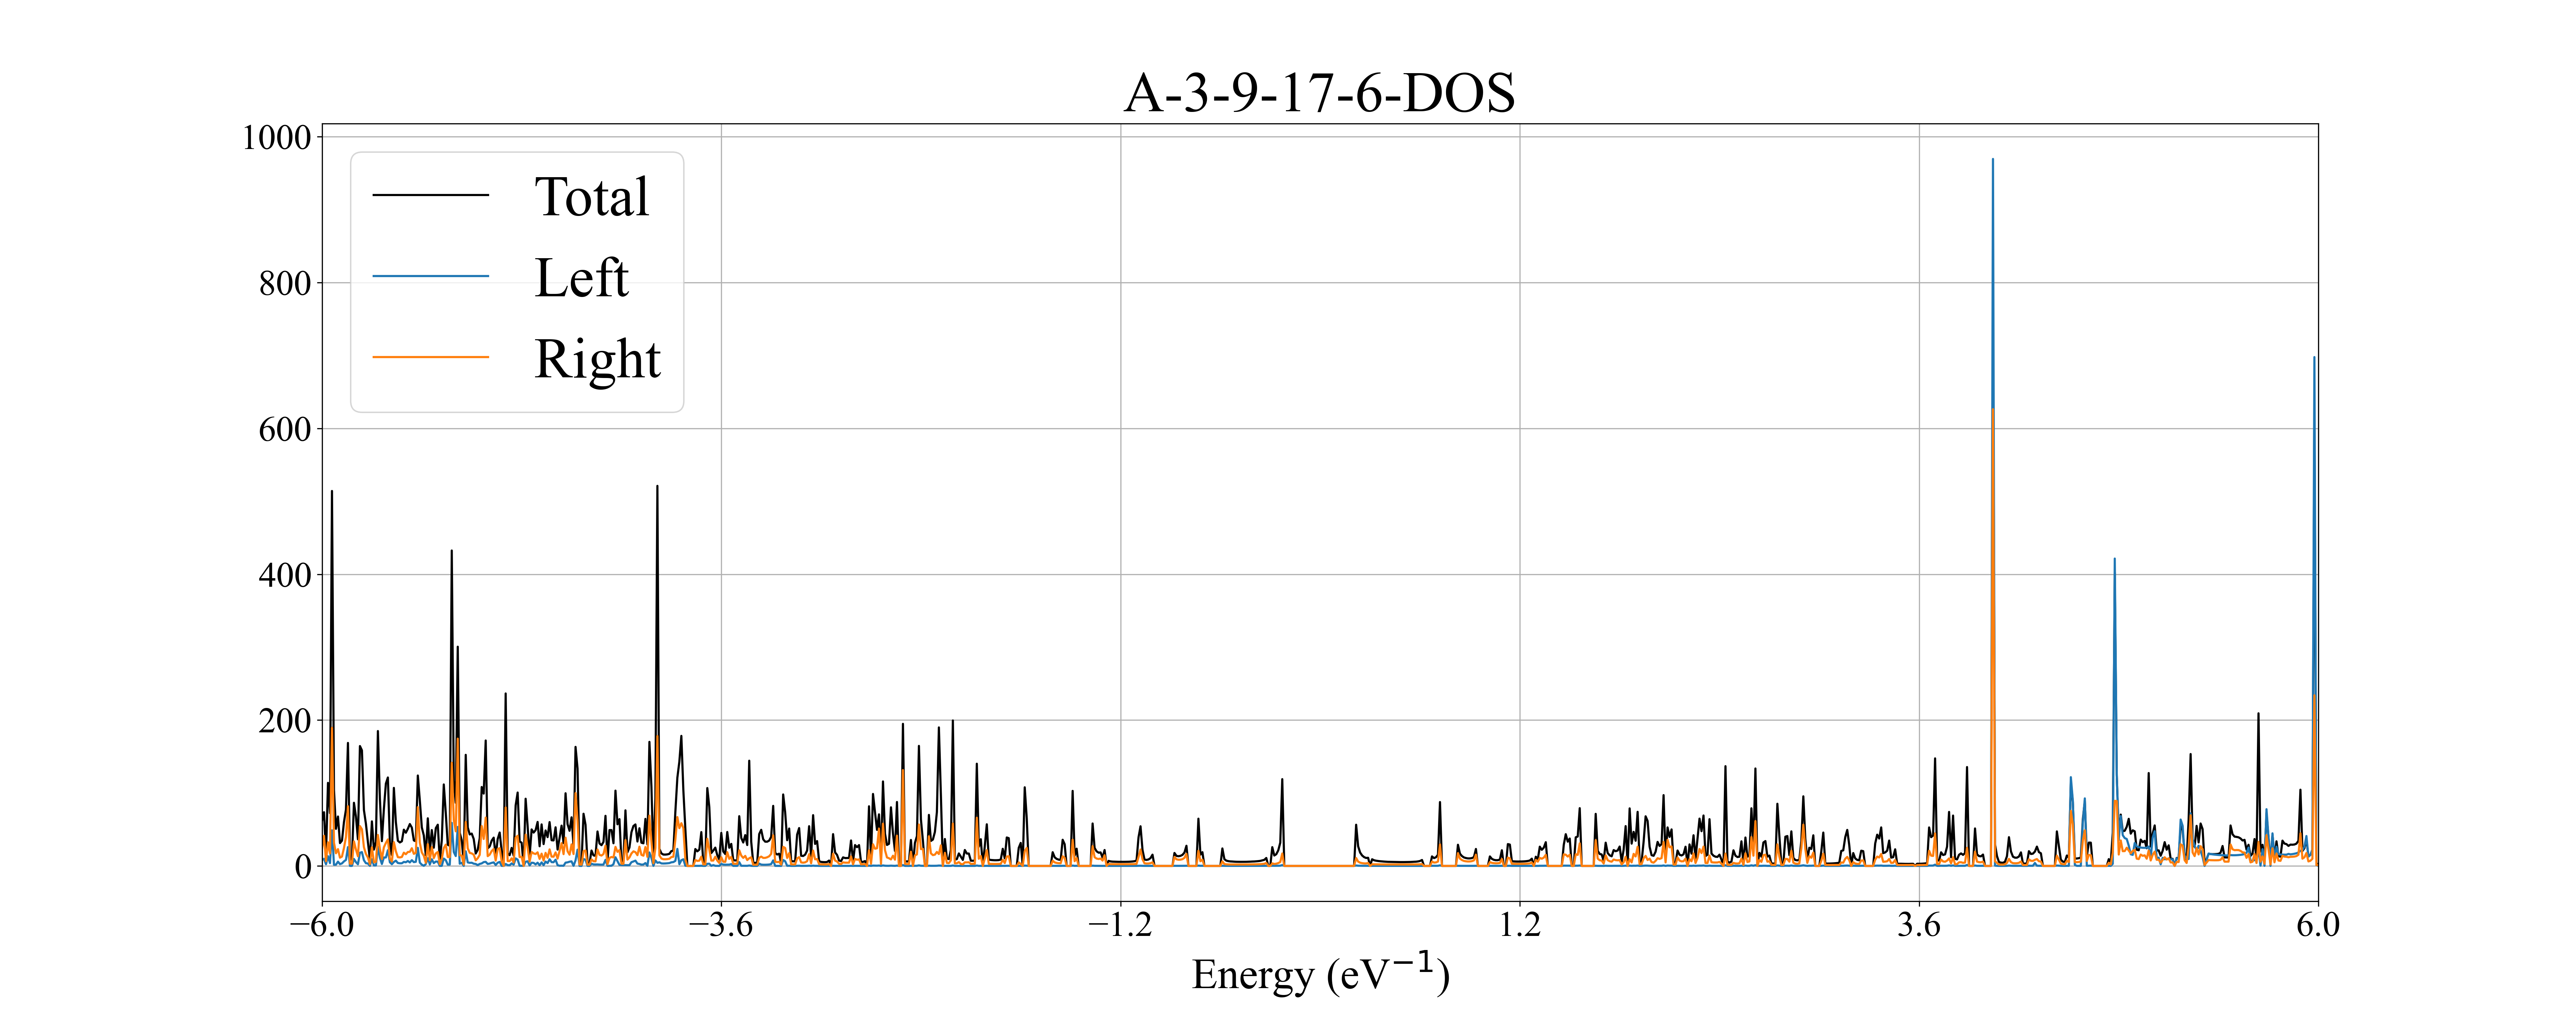 A-3-9-17-6-DOS
1000
800
600
400
200
0
Total
Left
Right
−6.0 −3.6 −1.2 1.2 3.6 6.0
Energy (eV⁻¹)